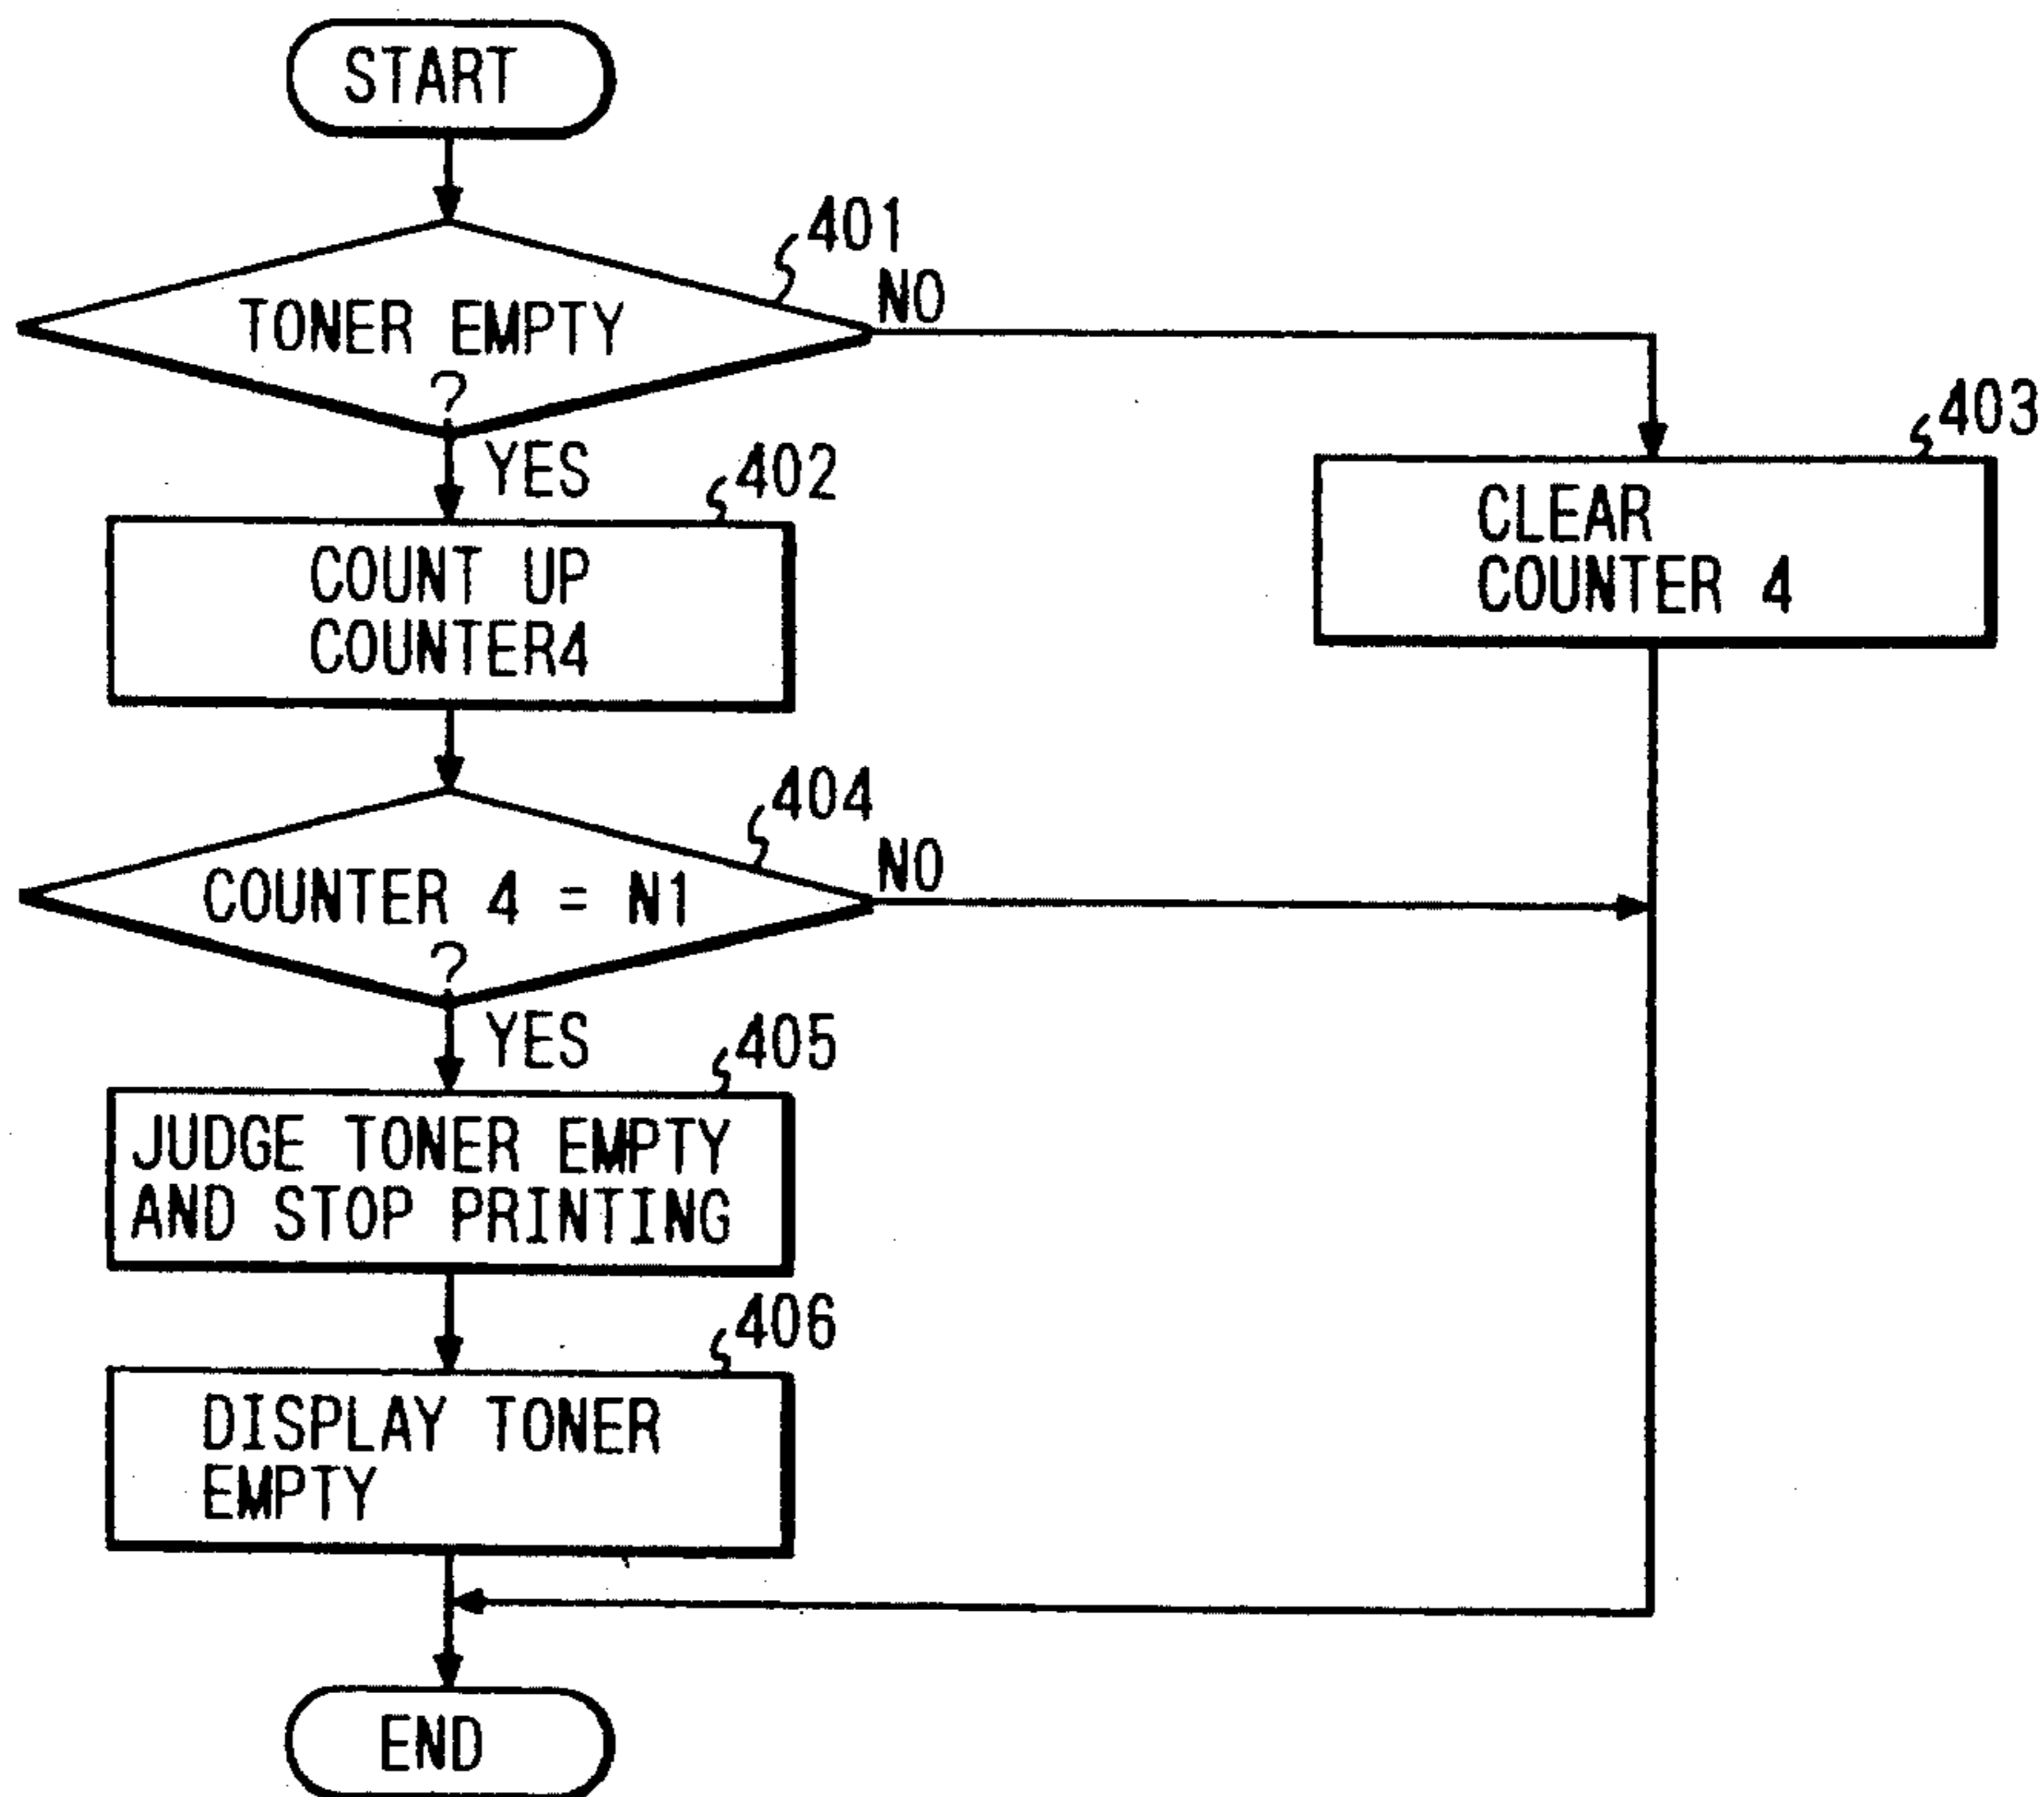 START
401
NO
TONER EMPTY
?
YES
402
403
CLEAR
COUNTER 4
COUNT UP
COUNTER4
404
NO
COUNTER 4 = N1
?
YES
405
JUDGE TONER EMPTY
AND STOP PRINTING
406
DISPLAY TONER
EMPTY
END